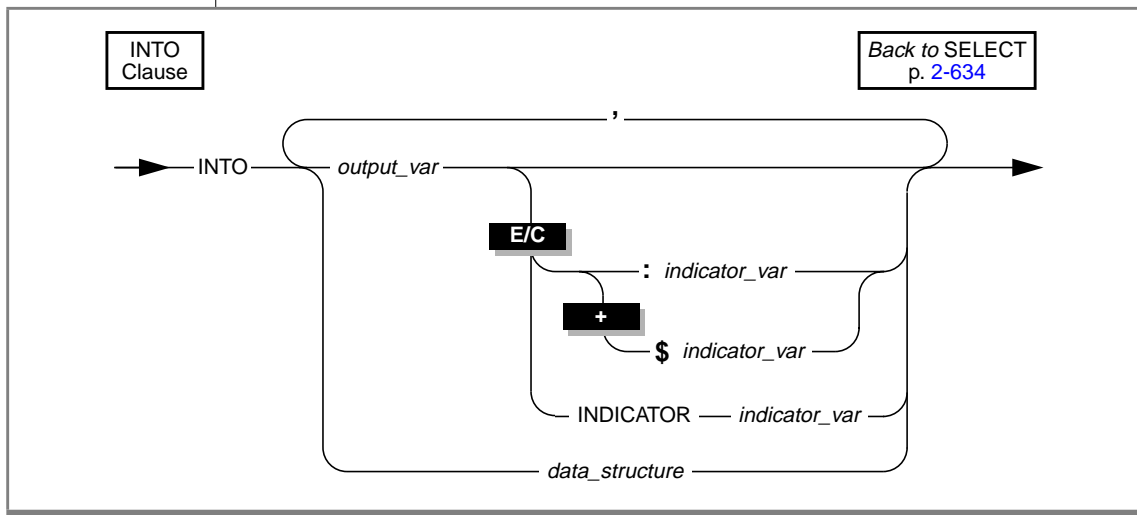 INTO
Clause
Back to SELECT
p. 2-634
,
INTO
output_var
E/C
: indicator_var
+
$ indicator_var
INDICATOR indicator_var
data_structure